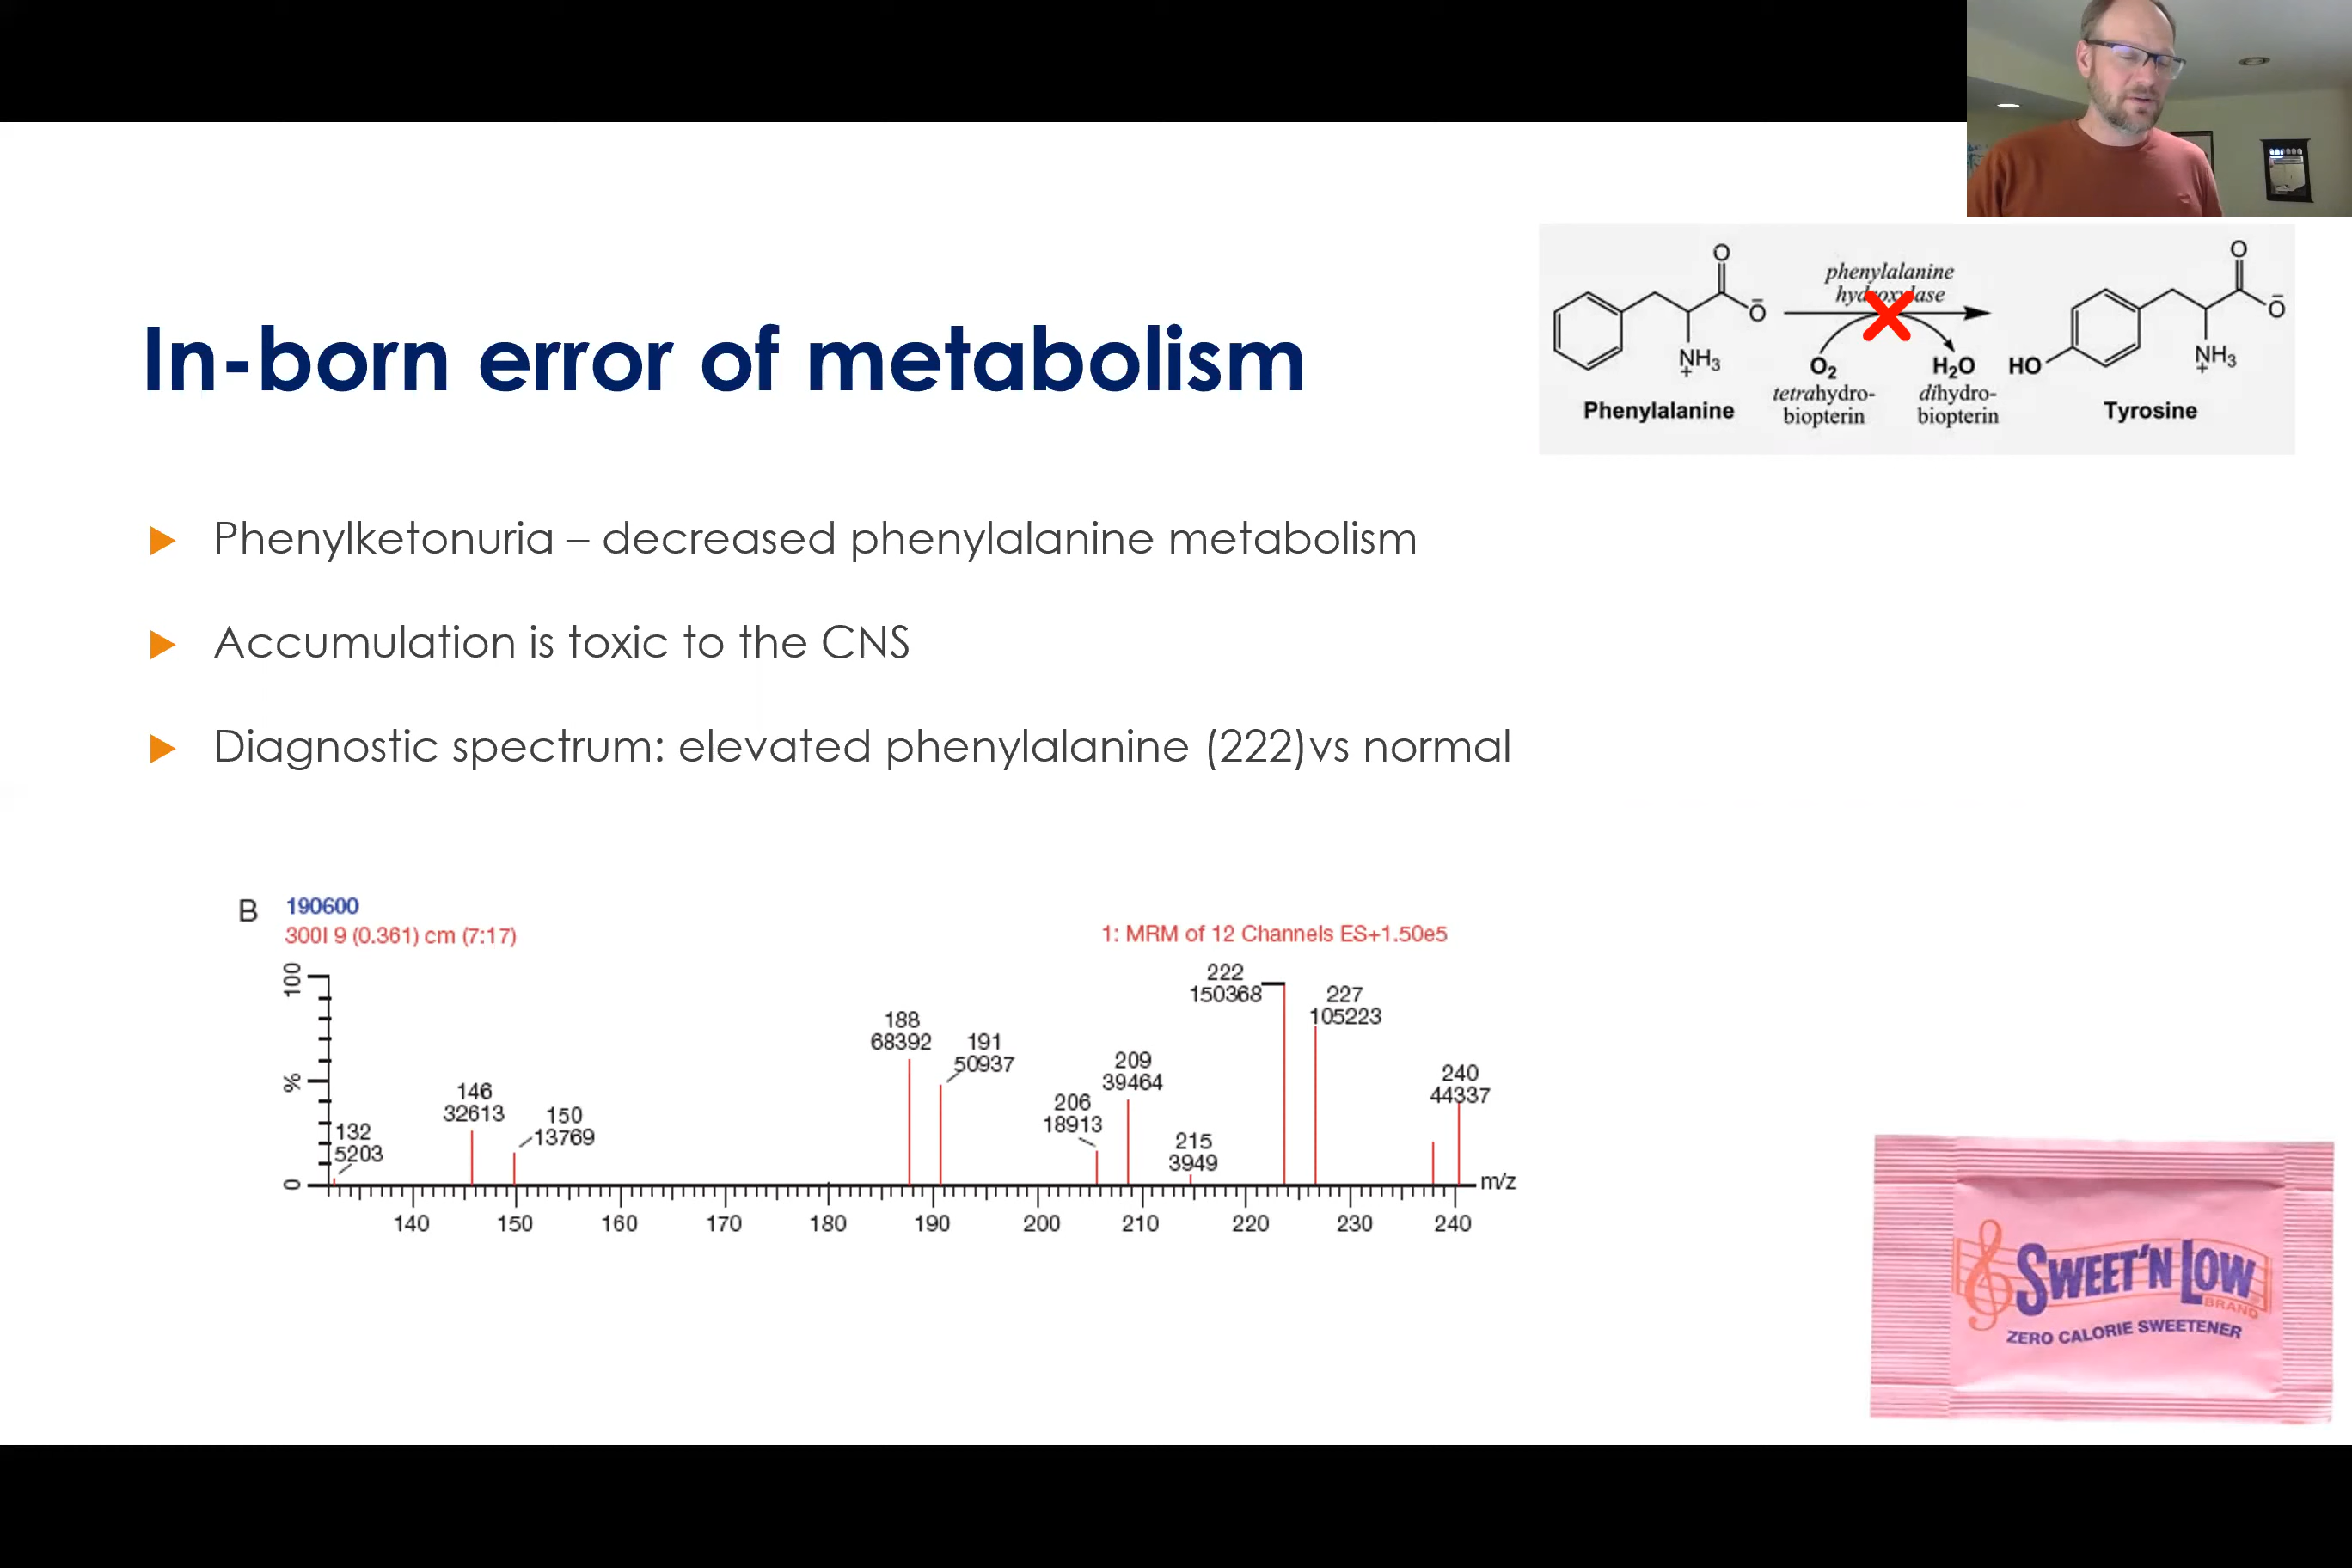 In-born error of metabolism
phenylalanine
hydroxylase
O
Ō
NH3
+
O2
H2O
tetrahydro-
biopterin
dihydro-
biopterin
Phenylalanine
O
Ō
HO
NH3
+
Tyrosine
Phenylketonuria – decreased phenylalanine metabolism
Accumulation is toxic to the CNS
Diagnostic spectrum: elevated phenylalanine (222)vs normal
B
190600
300I 9 (0.361) cm (7:17)
1: MRM of 12 Channels ES+1.50e5
100
%
0
132
5203
146
32613
150
13769
188
68392
191
50937
206
18913
209
39464
215
3949
222
150368
227
105223
240
44337
m/z
140 150 160 170 180 190 200 210 220 230 240
SWEET'N LOW
BRAND
ZERO CALORIE SWEETENER